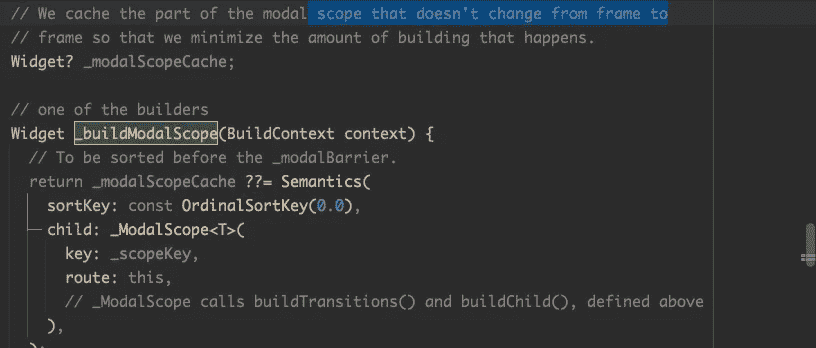 // We cache the part of the modal scope that doesn't change from frame to
// frame so that we minimize the amount of building that happens.
Widget? _modalScopeCache;
// one of the builders
Widget _buildModalScope(BuildContext context) {
// To be sorted before the _modalBarrier.
return _modalScopeCache ??= Semantics(
sortKey: const OrdinalSortKey(0.0),
child: _ModalScope<T>(
key: _scopeKey,
route: this,
// _ModalScope calls buildTransitions() and buildChild(), defined above
),
);